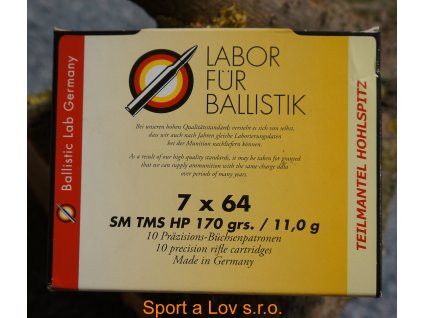 Ballistic Lab Germany
LABOR
FÜR
BALLISTIK
Bei unseren hohen Qualitätsstandards versteht es sich von selbst,
dass wir auch nach Jahren gleiche Laborierungsdaten
bei der Munition nachliefern können.
As a result of our high quality standards, it may be taken for granted
that we can supply ammunition with the same charge data
over periods of many years.
7 x 64
SM TMS HP 170 grs. / 11,0 g
10 Präzisions-Büchsenpatronen
10 precision rifle cartridges
Made in Germany
TEILMANTEL HOHLSPITZ
Sport a Lov s.r.o.